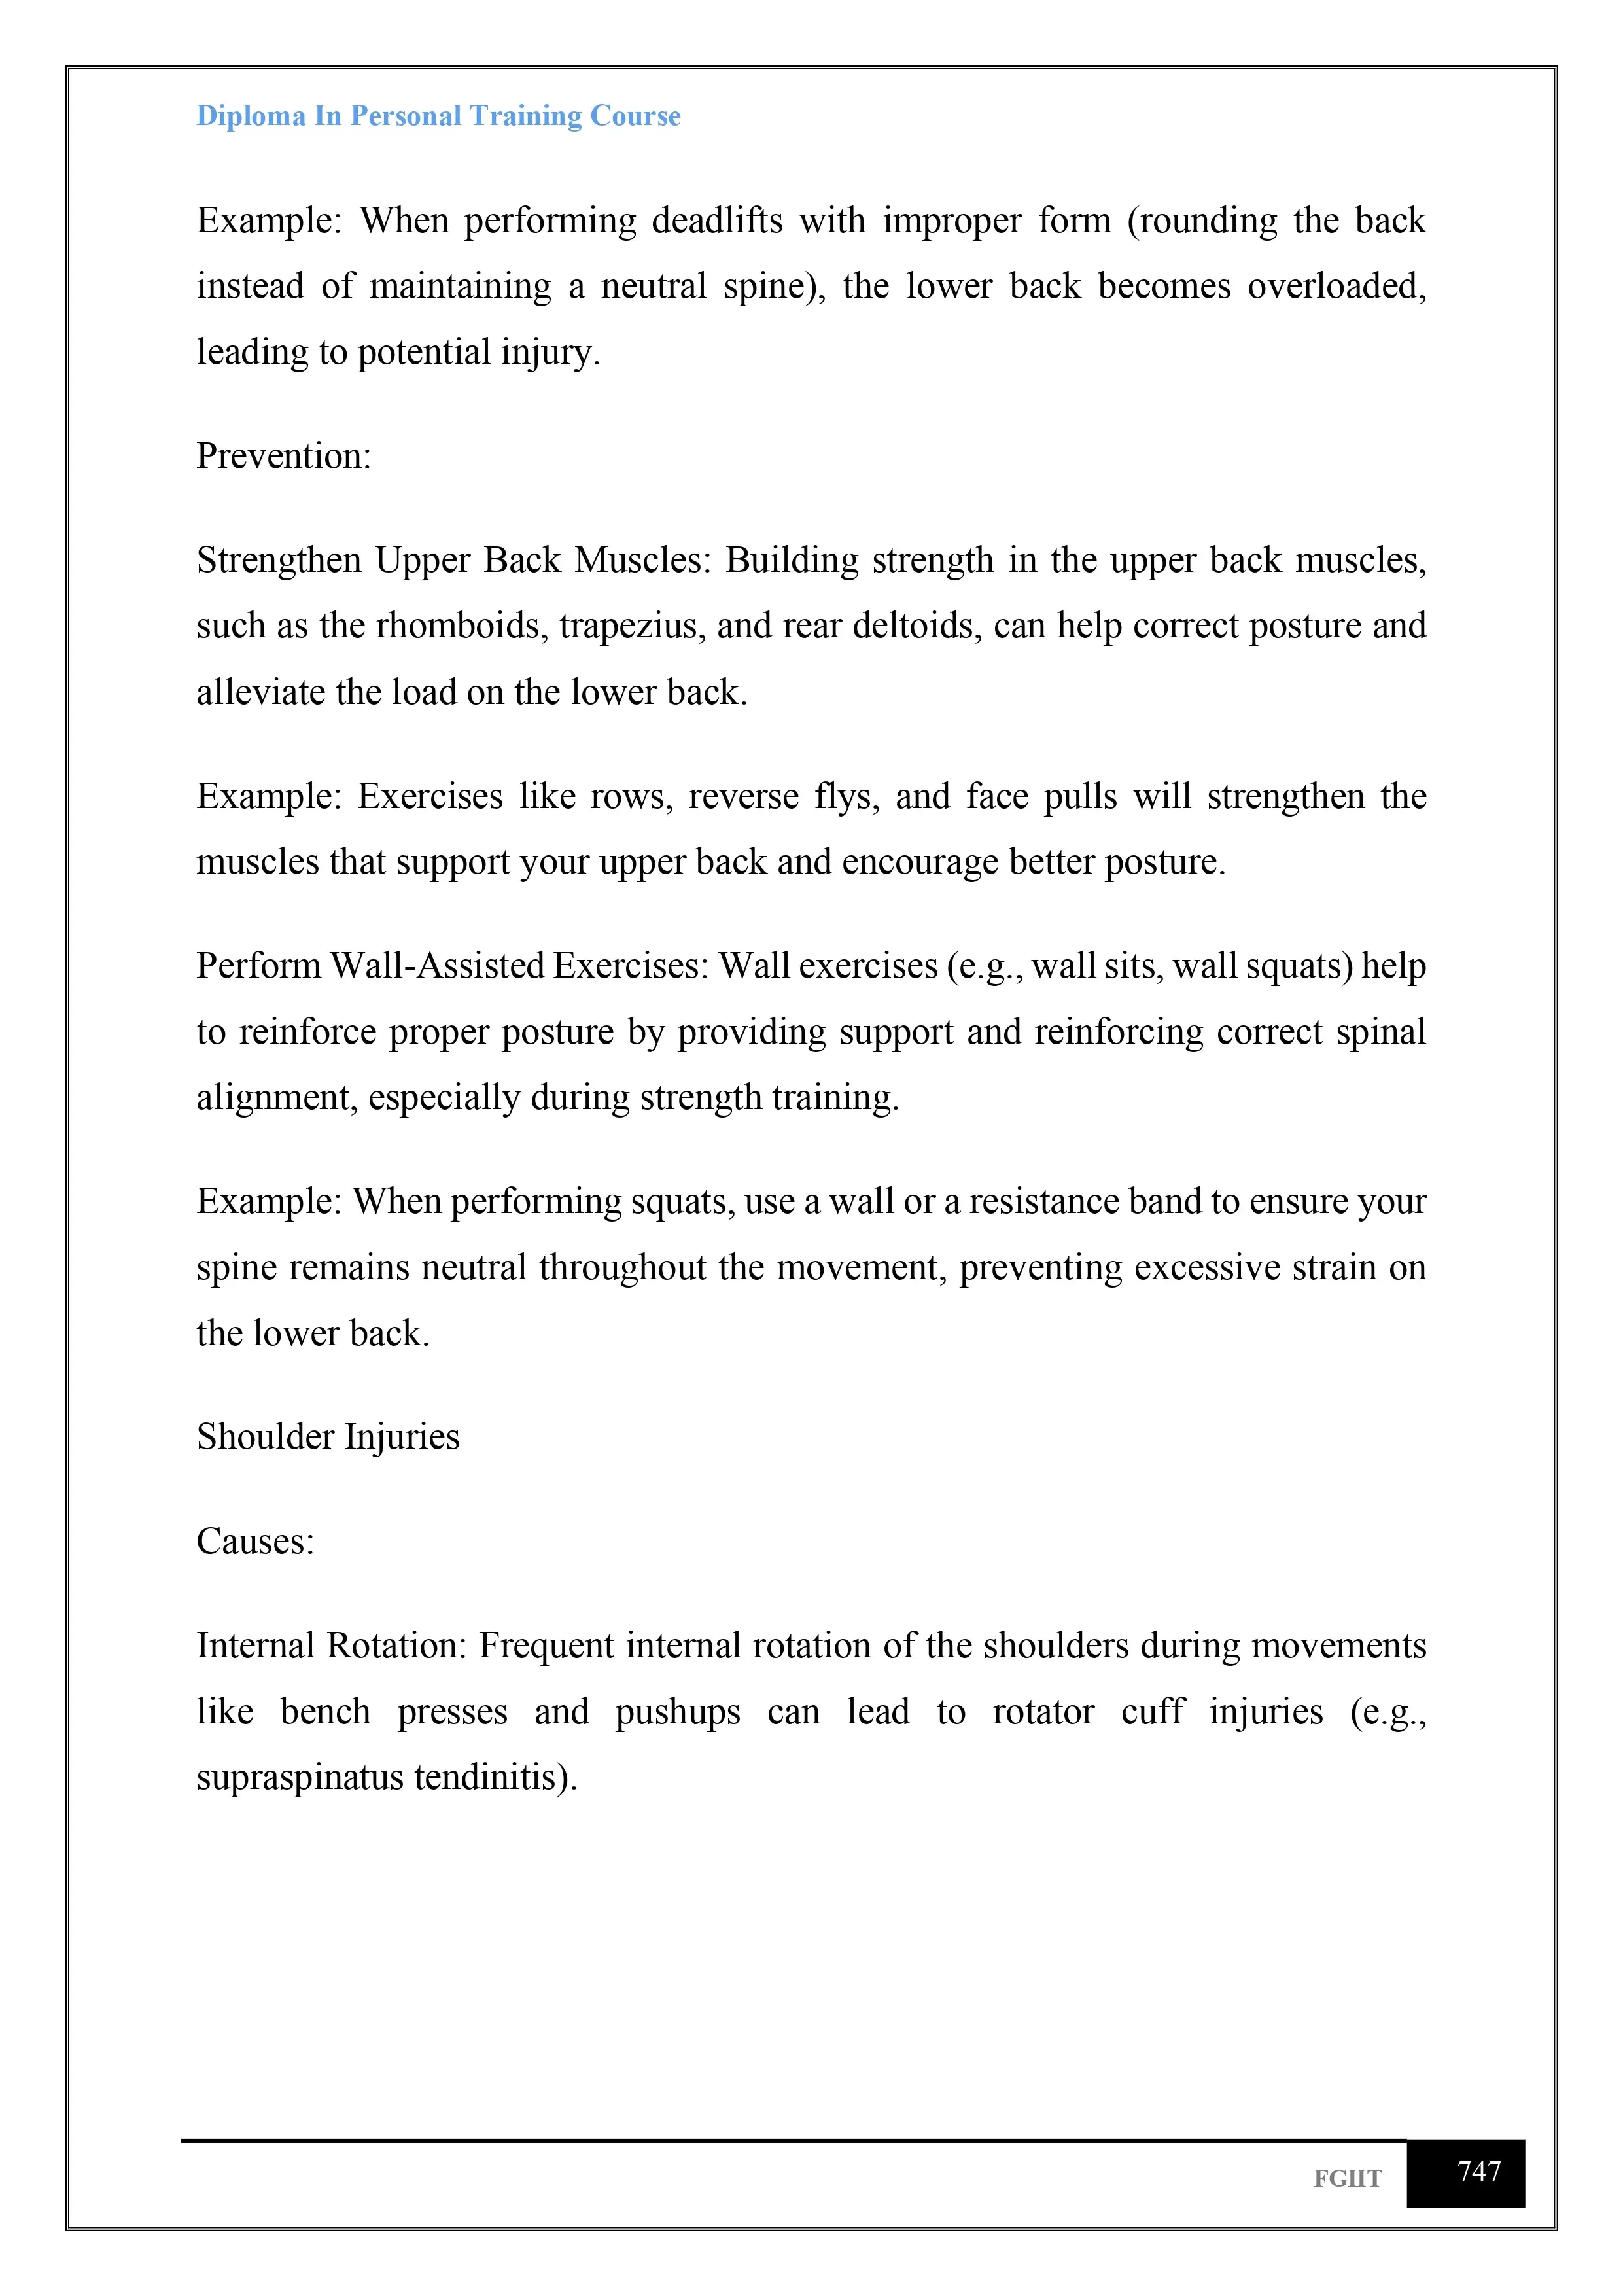 Diploma In Personal Training Course
Example: When performing deadlifts with improper form (rounding the back
instead of maintaining a neutral spine), the lower back becomes overloaded,
leading to potential injury.
Prevention:
Strengthen Upper Back Muscles: Building strength in the upper back muscles,
such as the rhomboids, trapezius, and rear deltoids, can help correct posture and
alleviate the load on the lower back.
Example: Exercises like rows, reverse flys, and face pulls will strengthen the
muscles that support your upper back and encourage better posture.
Perform Wall-Assisted Exercises: Wall exercises (e.g., wall sits, wall squats) help
to reinforce proper posture by providing support and reinforcing correct spinal
alignment, especially during strength training.
Example: When performing squats, use a wall or a resistance band to ensure your
spine remains neutral throughout the movement, preventing excessive strain on
the lower back.
Shoulder Injuries
Causes:
Internal Rotation: Frequent internal rotation of the shoulders during movements
like bench presses and pushups can lead to rotator cuff injuries (e.g.,
supraspinatus tendinitis).
FGIIT 747